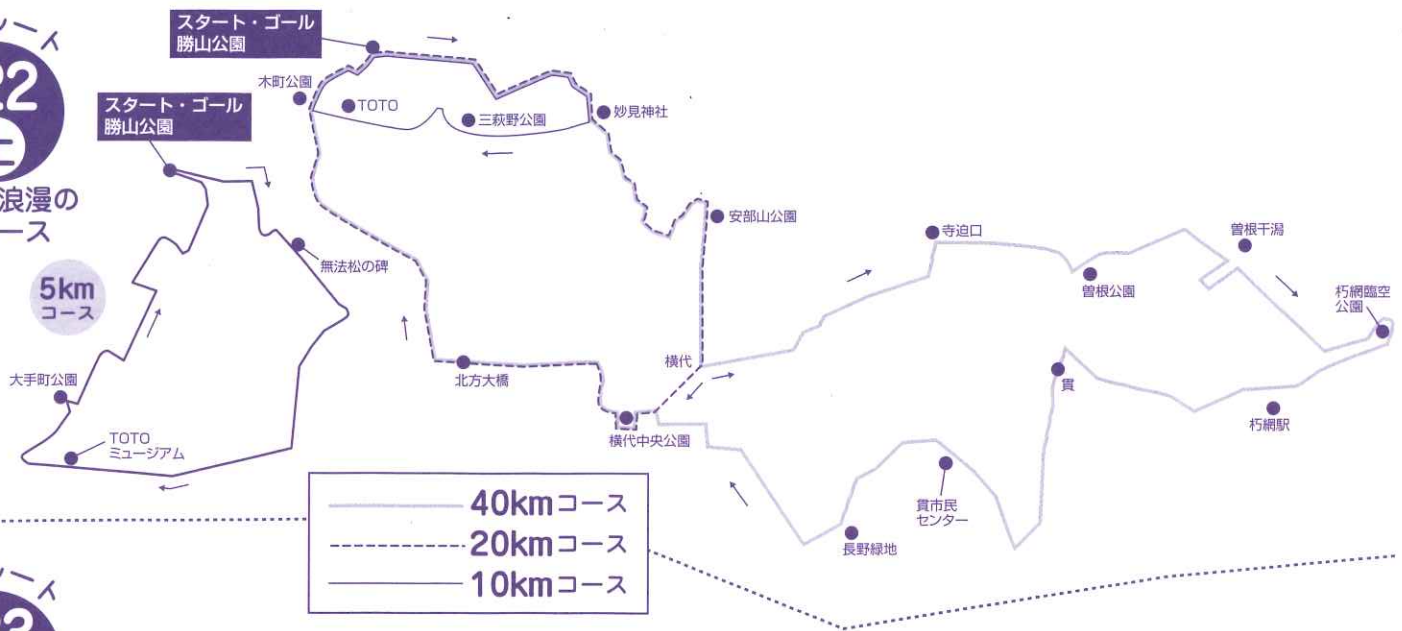 22
浪漫の
5km
コース
スタート・ゴール
勝山公園
無法松の碑
大手町公園
TOTO
ミュージアム
スタート・ゴール
勝山公園
木町公園
TOTO
三萩野公園
妙見神社
安部山公園
横代
北方大橋
横代中央公園
寺迫口
曽根公園
曽根干潟
朽網臨空
公園
貫
朽網駅
貫市民
センター
長野緑地
40kmコース
20kmコース
10kmコース